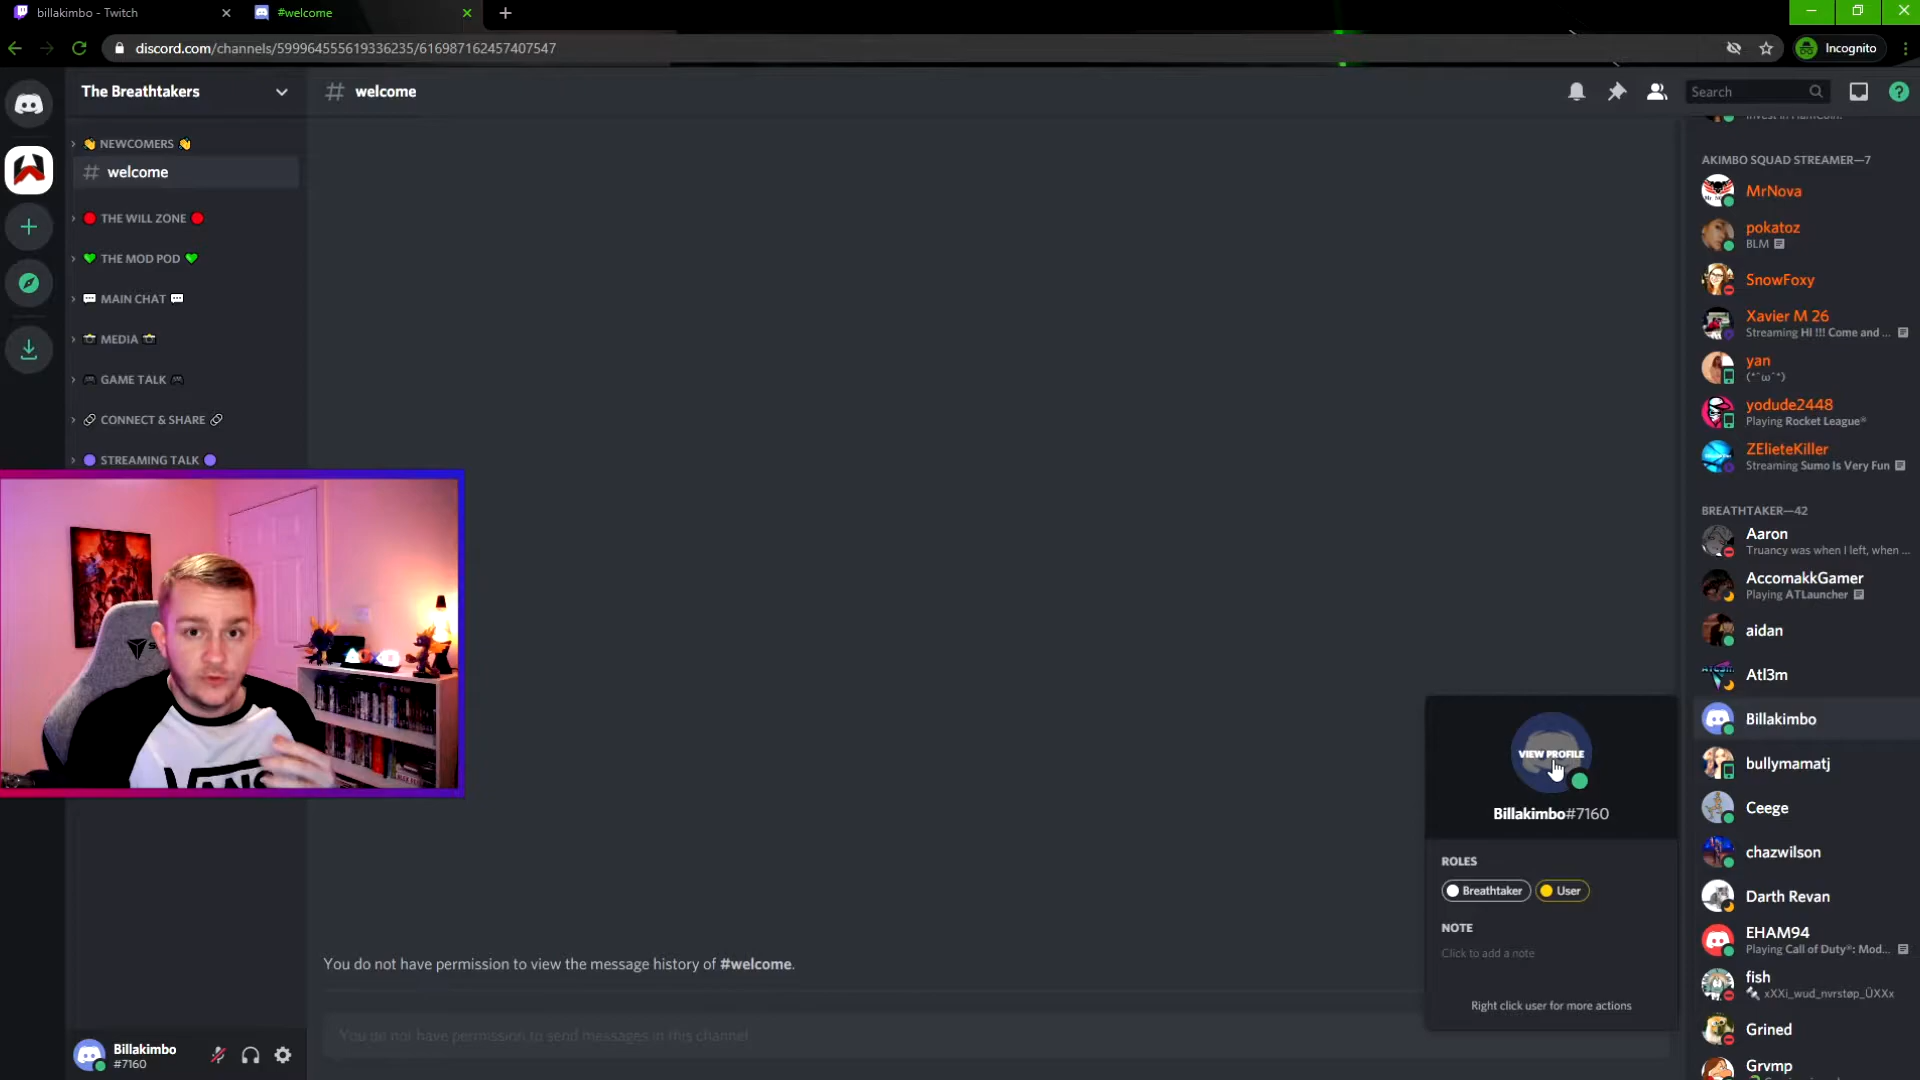 billakimbo - Twitch
#welcome
discord.com/channels/599964555619336235/616987162457407547
Incognito
The Breathtakers
# welcome
Search
NEWCOMERS
# welcome
THE WILL ZONE
THE MOD POD
MAIN CHAT
MEDIA
GAME TALK
CONNECT & SHARE
STREAMING TALK
VANS
You do not have permission to view the message history of #welcome.
You do not have permission to send messages in this channel
Billakimbo
#7160
VIEW PROFILE
Billakimbo#7160
ROLES
Breathtaker User
NOTE
Click to add a note
Right click user for more actions
AKIMBO SQUAD STREAMER—7
MrNova
pokatoz
BLM
SnowFoxy
Xavier M 26
Streaming HI !!! Come and ...
yan
(*ˆωˆ*)
yodude2448
Playing Rocket League®
ZElieteKiller
Streaming Sumo Is Very Fun
BREATHTAKER—42
Aaron
Truancy was when I left, when ...
AccomakkGamer
Playing ATLauncher
aidan
Atl3m
Billakimbo
bullymamatj
Ceege
chazwilson
Darth Revan
EHAM94
Playing Call of Duty®: Mod...
fish
xXXi_wud_nvrstøp_ÜXXx
Grined
Grvmp